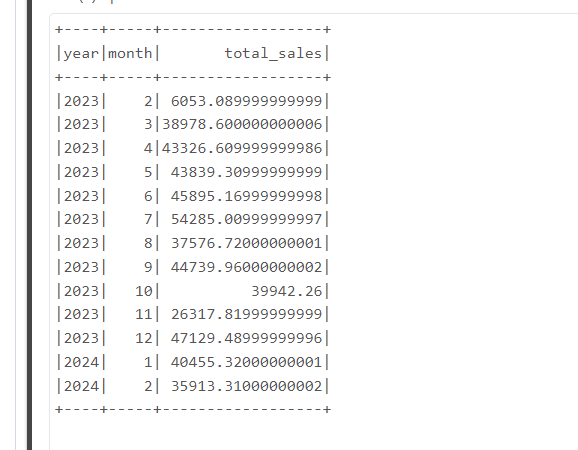 +----+-----+------------------+
|year|month|       total_sales|
+----+-----+------------------+
|2023|    2| 6053.089999999999|
|2023|    3|38978.600000000006|
|2023|    4|43326.609999999986|
|2023|    5| 43839.30999999999|
|2023|    6| 45895.16999999998|
|2023|    7| 54285.00999999997|
|2023|    8| 37576.72000000001|
|2023|    9| 44739.96000000002|
|2023|   10|          39942.26|
|2023|   11| 26317.81999999999|
|2023|   12| 47129.48999999996|
|2024|    1| 40455.32000000001|
|2024|    2| 35913.31000000002|
+----+-----+------------------+